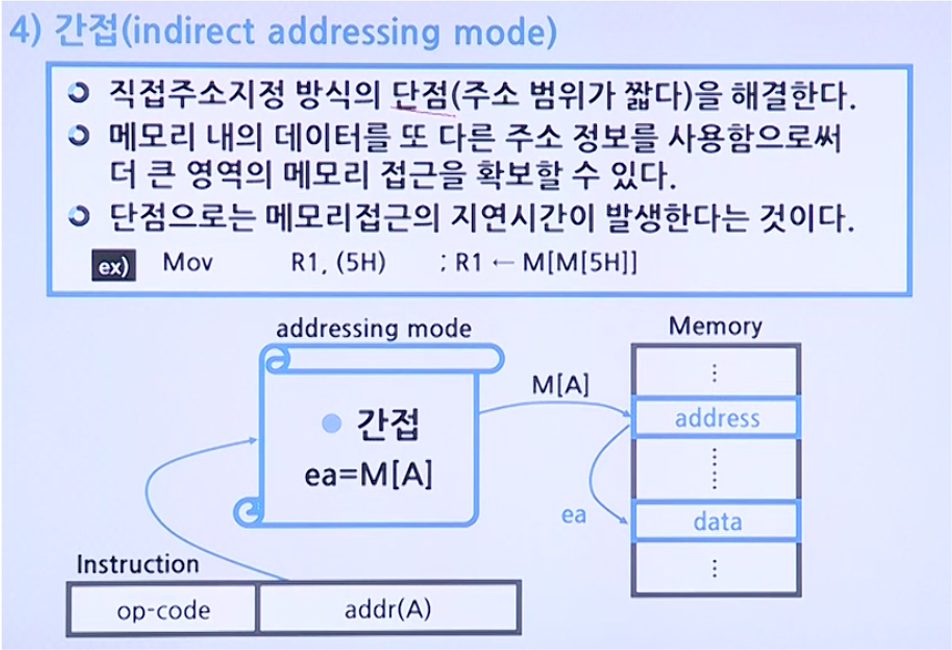 4) 간접(indirect addressing mode)
직접주소지정 방식의 단점(주소 범위가 짧다)을 해결한다.
메모리 내의 데이터를 또 다른 주소 정보를 사용함으로써
더 큰 영역의 메모리 접근을 확보할 수 있다.
단점으로는 메모리접근의 지연시간이 발생한다는 것이다.
ex) Mov R1, (5H) ; R1 ← M[M[5H]]
addressing mode
간접
ea=M[A]
M[A]
Memory
⋮
address
⋮
ea
data
⋮
Instruction
op-code addr(A)